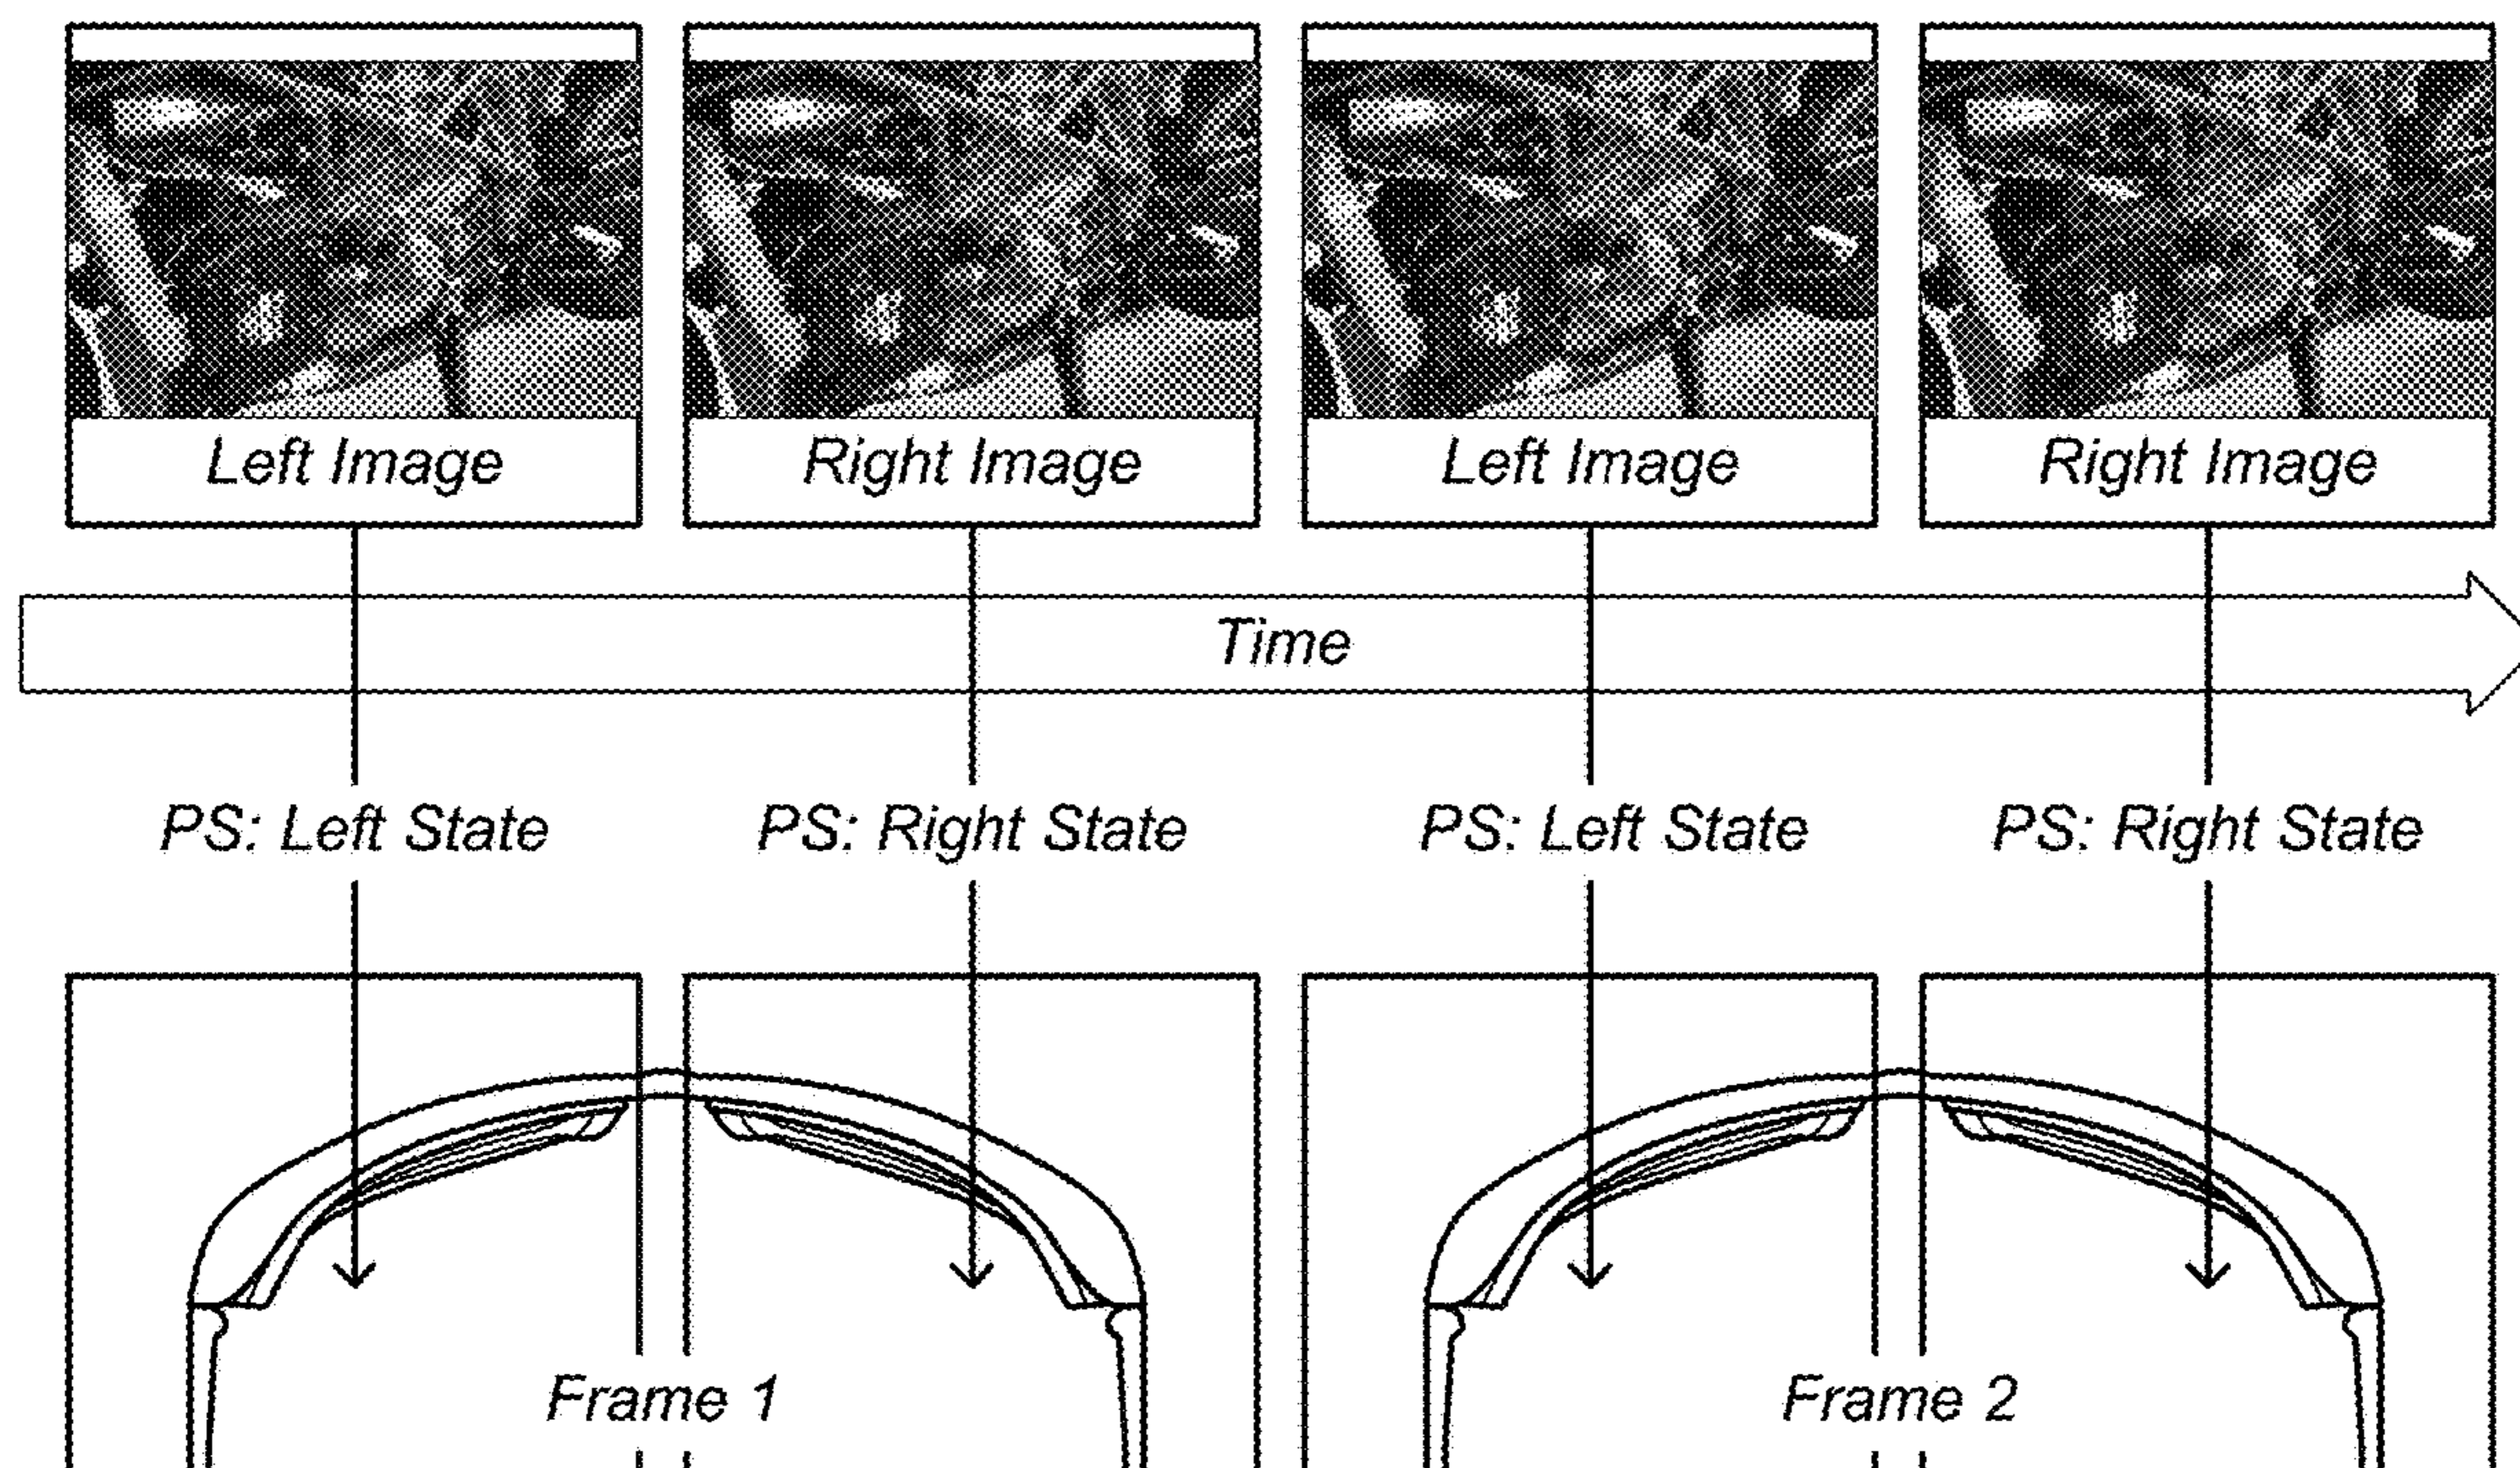 Left Image
Right Image
Left Image
Right Image
Time
PS: Left State
PS: Right State
PS: Left State
PS: Right State
Frame 1
Frame 2